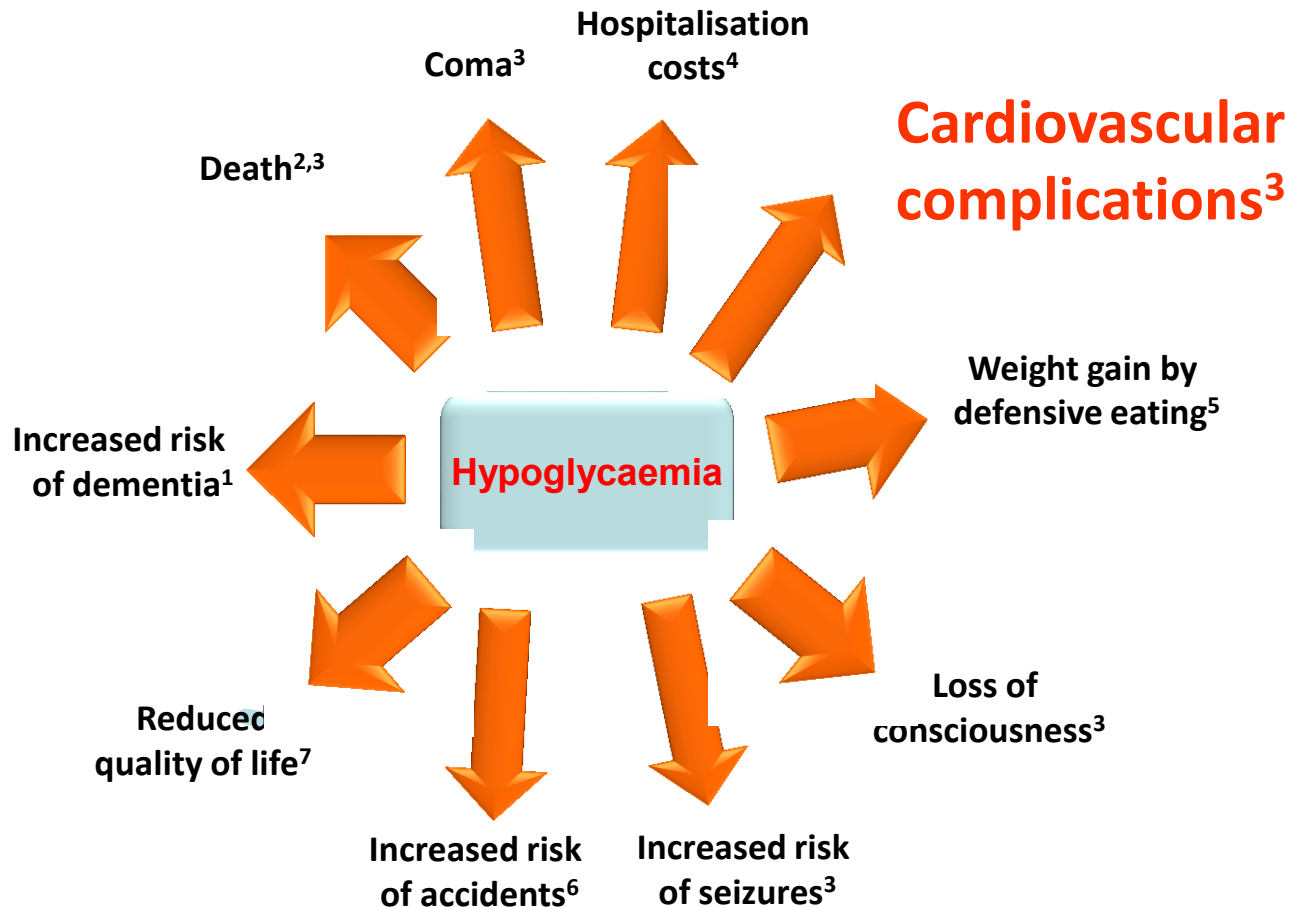 Hospitalisation
costs⁴
Coma³
Cardiovascular
complications³
Death²,³
Weight gain by
defensive eating⁵
Increased risk
of dementia¹
Hypoglycaemia
Loss of
consciousness³
Reduced
quality of life⁷
Increased risk
of accidents⁶
Increased risk
of seizures³